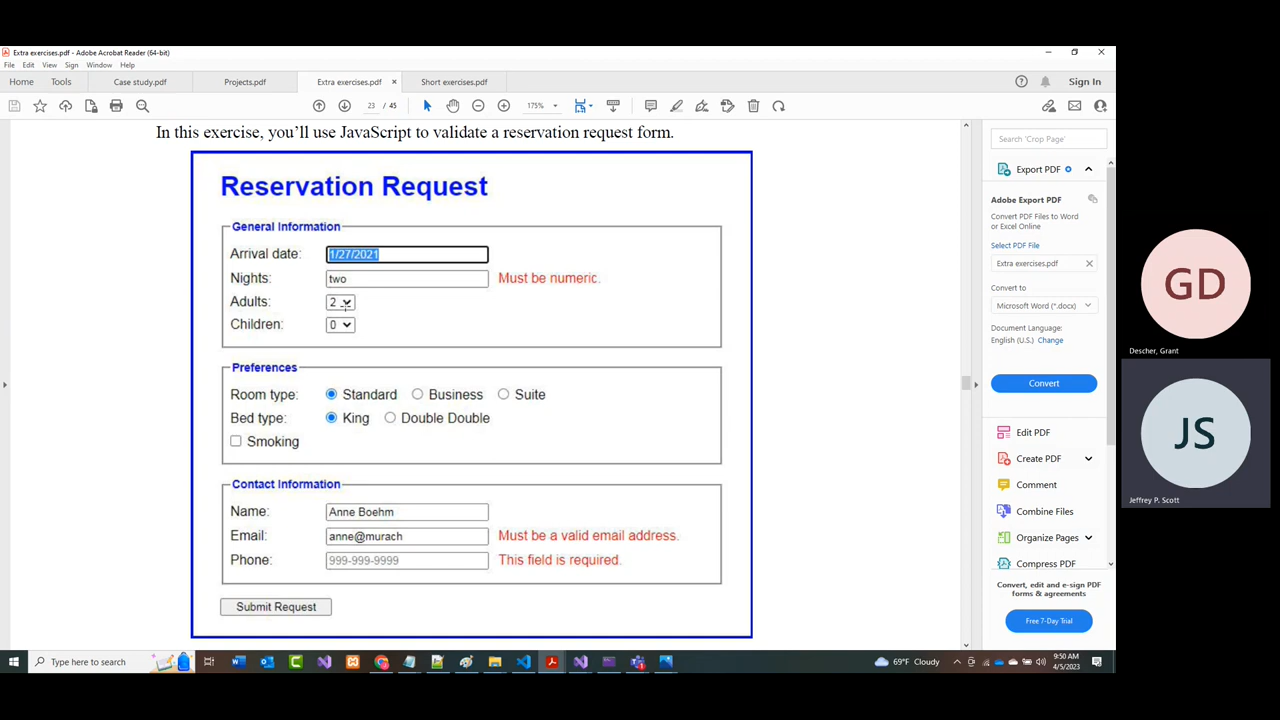 Extra exercises.pdf - Adobe Acrobat Reader (64-bit)
File Edit View Sign Window Help
Home Tools Case study.pdf Projects.pdf Extra exercises.pdf × Short exercises.pdf Sign In
23 / 45 175%
In this exercise, you'll use JavaScript to validate a reservation request form.
Reservation Request
General Information
Arrival date: 1/27/2021
Nights: two Must be numeric.
Adults: 2
Children: 0
Preferences
Room type: Standard Business Suite
Bed type: King Double Double
Smoking
Contact Information
Name: Anne Boehm
Email: anne@murach Must be a valid email address.
Phone: 999-999-9999 This field is required.
Submit Request
Search 'Crop Page'
Export PDF
Adobe Export PDF
Convert PDF Files to Word
or Excel Online
Select PDF File
Extra exercises.pdf
Convert to
Microsoft Word (*.docx)
Document Language:
English (U.S.) Change
Convert
Edit PDF
Create PDF
Comment
Combine Files
Organize Pages
Compress PDF
Convert, edit and e-sign PDF
forms & agreements
Free 7-Day Trial
GD
Descher, Grant
JS
Jeffrey P. Scott
Type here to search
69°F Cloudy
9:50 AM
4/5/2023